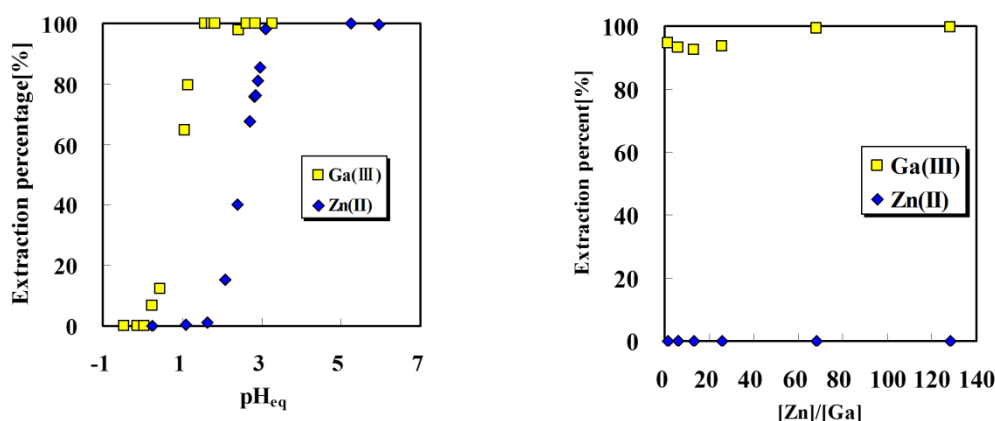 Extraction percentage[%]
100
80
60
40
20
0
Ga(Ⅲ)
Zn(II)
-1 1 3 5 7
pHeq
Extraction percent[%]
100
80
60
40
20
0
Ga(III)
Zn(II)
0 20 40 60 80 100 120 140
[Zn]/[Ga]